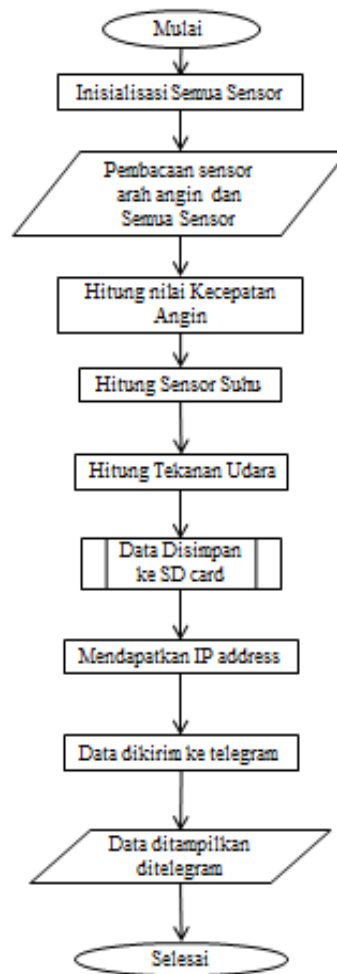 Mulai
Inisialisasi Semua Sensor
Pembacaan sensor
arah angin dan
Semua Sensor
Hitung nilai Kecepatan
Angin
Hitung Sensor Suhu
Hitung Tekanan Udara
Data Disimpan
ke SD card
Mendapatkan IP address
Data dikirim ke telegram
Data ditampilkan
ditelegram
Selesai